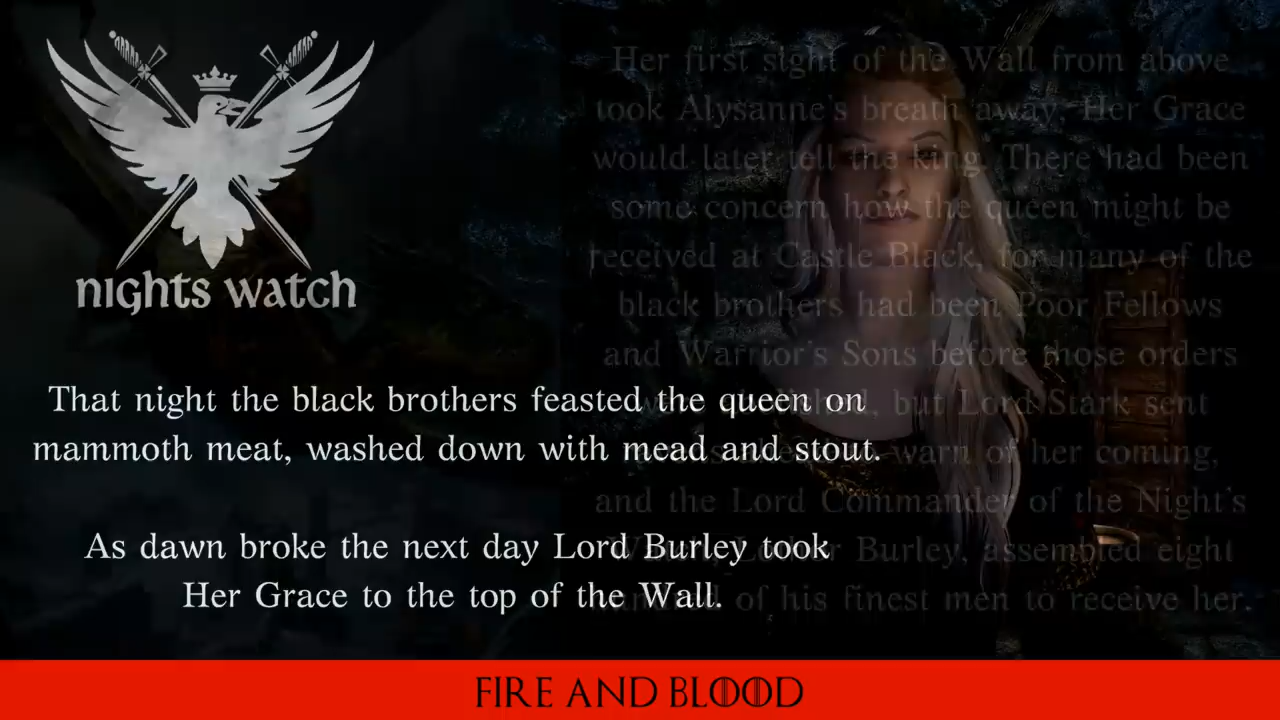 nights watch
Her first sight of the Wall from above
took Alysanne's breath away, Her Grace
would later tell the king. There had been
some concern how the queen might be
received at Castle Black, for many of the
black brothers had been Poor Fellows
and Warrior's Sons before those orders
but Lord Stark sent
warn of her coming,
and the Lord Commander of the Night's
Burley, assembled eight
of his finest men to receive her.
That night the black brothers feasted the queen on
mammoth meat, washed down with mead and stout.
As dawn broke the next day Lord Burley took
Her Grace to the top of the Wall.
FIRE AND BLOOD